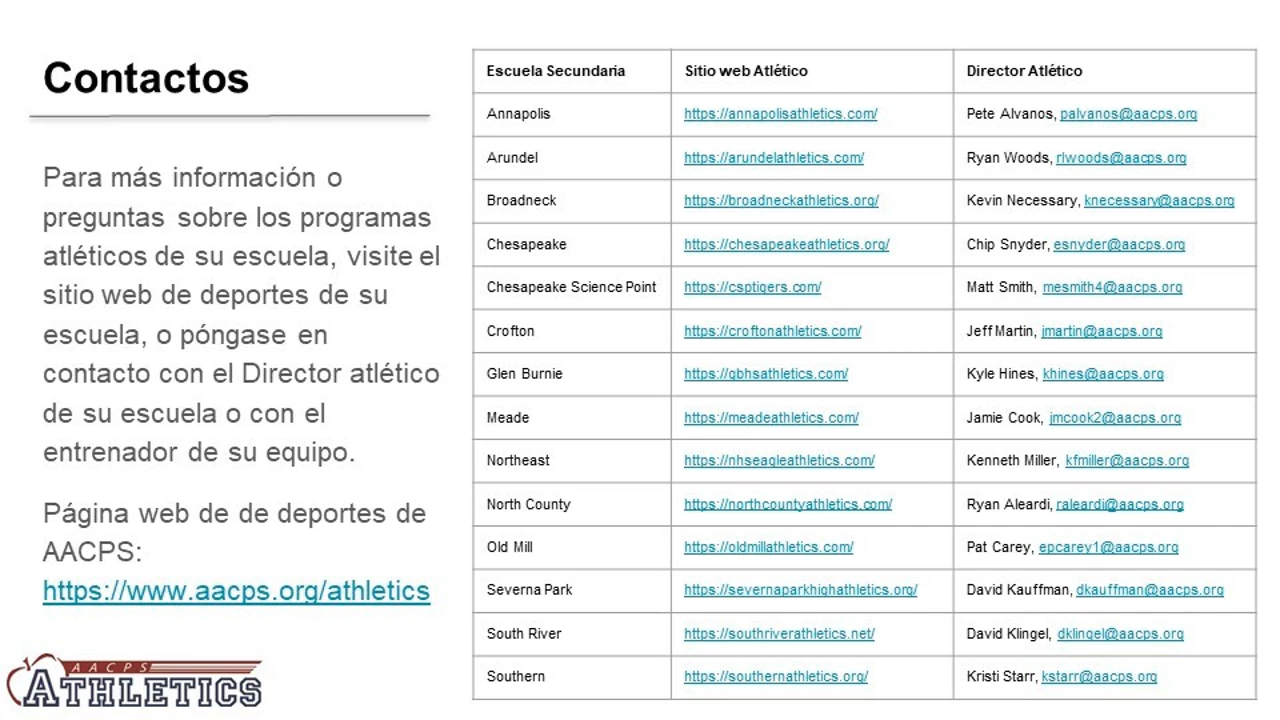 Contactos
Para más información o
preguntas sobre los programas
atléticos de su escuela, visite el
sitio web de deportes de su
escuela, o póngase en
contacto con el Director atlético
de su escuela o con el
entrenador de su equipo.
Página web de de deportes de
AACPS:
https://www.aacps.org/athletics
AACPS
ATHLETICS
Escuela Secundaria Sitio web Atlético Director Atlético
Annapolis https://annapolisathletics.com/ Pete Alvanos, palvanos@aacps.org
Arundel https://arundelathletics.com/ Ryan Woods, rlwoods@aacps.org
Broadneck https://broadneckathletics.org/ Kevin Necessary, knecessary@aacps.org
Chesapeake https://chesapeakeathletics.org/ Chip Snyder, esnyder@aacps.org
Chesapeake Science Point https://csptigers.com/ Matt Smith, mesmith4@aacps.org
Crofton https://croftonathletics.com/ Jeff Martin, jmartin@aacps.org
Glen Burnie https://gbhsathletics.com/ Kyle Hines, khines@aacps.org
Meade https://meadeathletics.com/ Jamie Cook, jmcook2@aacps.org
Northeast https://nhseagleathletics.com/ Kenneth Miller, kfmiller@aacps.org
North County https://northcountyathletics.com/ Ryan Aleardi, raleardi@aacps.org
Old Mill https://oldmillathletics.com/ Pat Carey, epcarey1@aacps.org
Severna Park https://severnaparkhighathletics.org/ David Kauffman, dkauffman@aacps.org
South River https://southriverathletics.net/ David Klingel, dklingel@aacps.org
Southern https://southernathletics.org/ Kristi Starr, kstarr@aacps.org